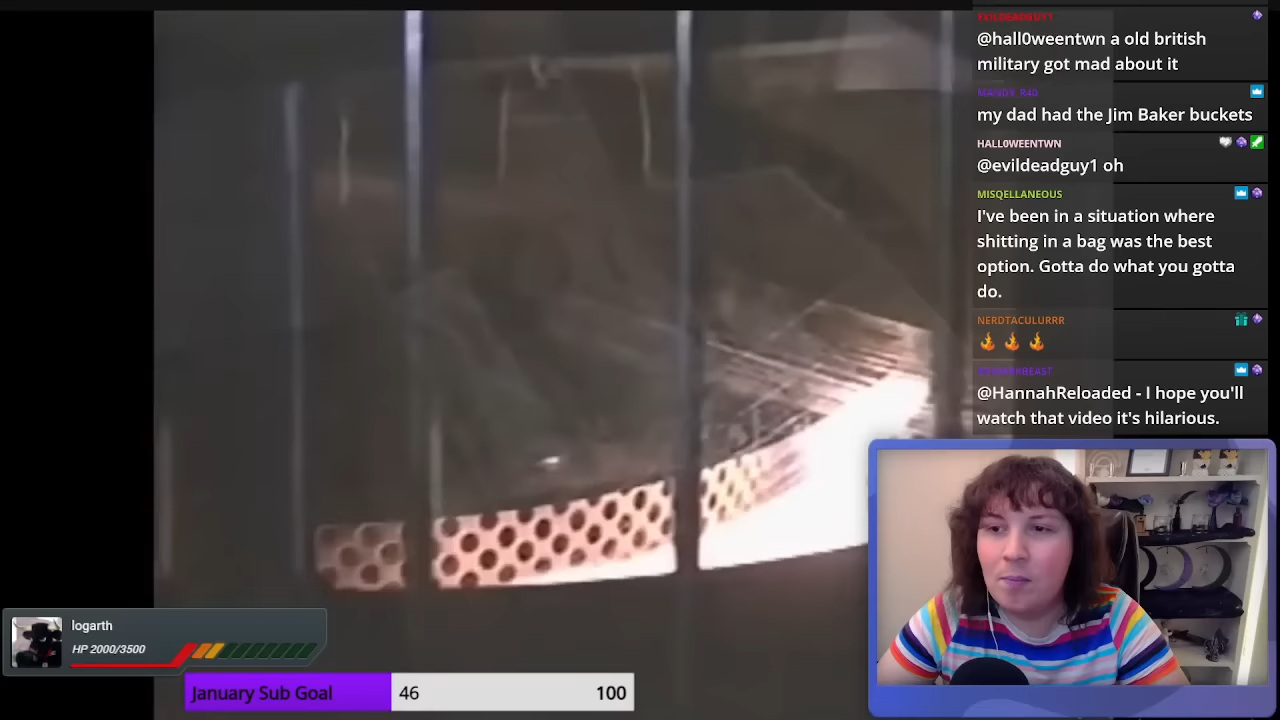 EVILDEADGUY1
@hall0weentwn a old british
military got mad about it
MANDY_R4D
my dad had the Jim Baker buckets
HALL0WEENTWN
@evildeadguy1 oh
MISQELLANEOUS
I've been in a situation where
shitting in a bag was the best
option. Gotta do what you gotta
do.
NERDTACULURRR
@HannahReloaded - I hope you'll
watch that video it's hilarious.
logarth
HP 2000/3500
January Sub Goal 46 100